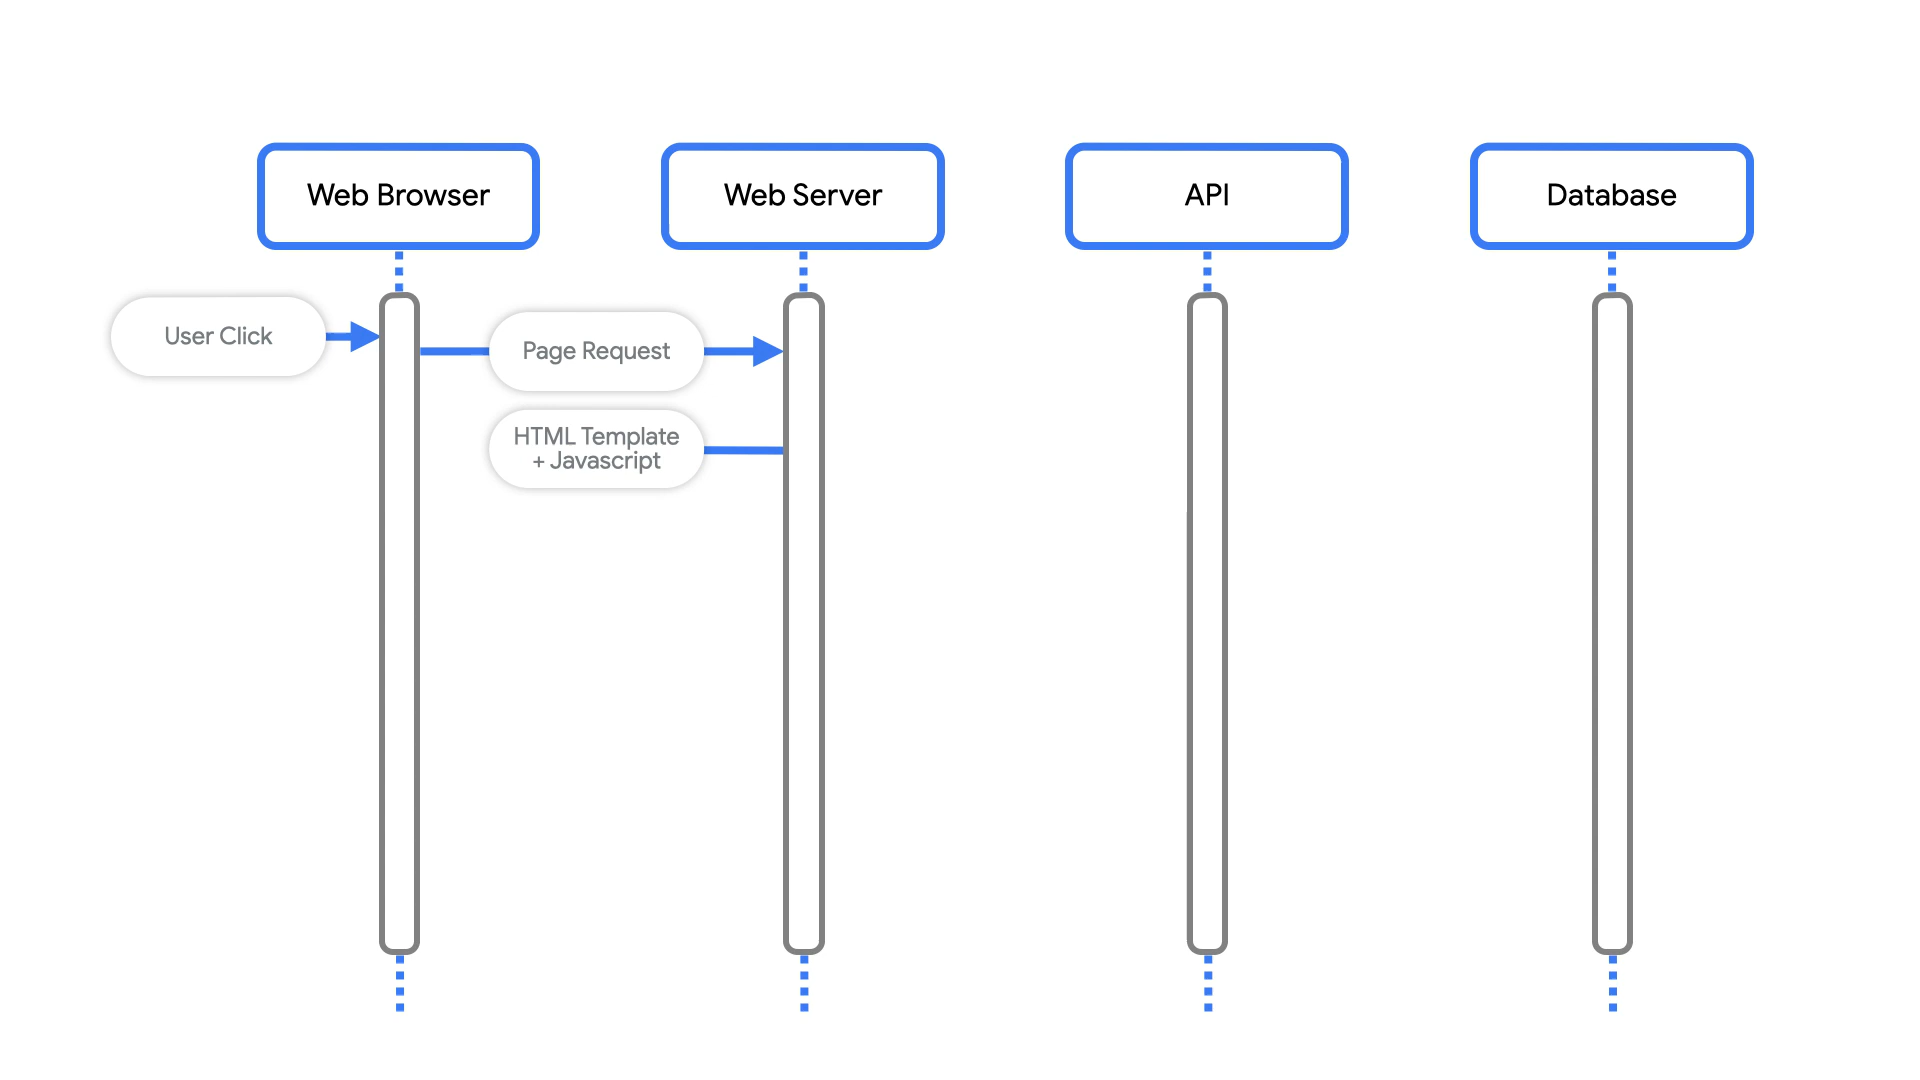 Web Browser
Web Server
API
Database
User Click
Page Request
HTML Template
+ Javascript